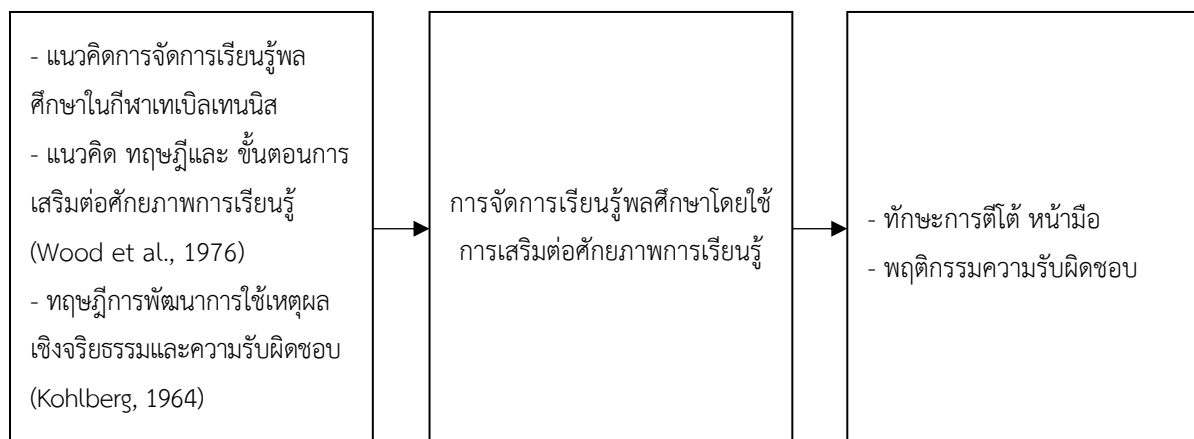 - แนวคิดการจัดการเรียนรู้พล
ศึกษาในกีฬาเทเบิลเทนนิส
- แนวคิด ทฤษฎีและ ขั้นตอนการ
เสริมต่อศักยภาพการเรียนรู้
(Wood et al., 1976)
- ทฤษฎีการพัฒนาการใช้เหตุผล
เชิงจริยธรรมและความรับผิดชอบ
(Kohlberg, 1964)
การจัดการเรียนรู้พลศึกษาโดยใช้
การเสริมต่อศักยภาพการเรียนรู้
- ทักษะการตีโต้ หน้ามือ
- พฤติกรรมความรับผิดชอบ